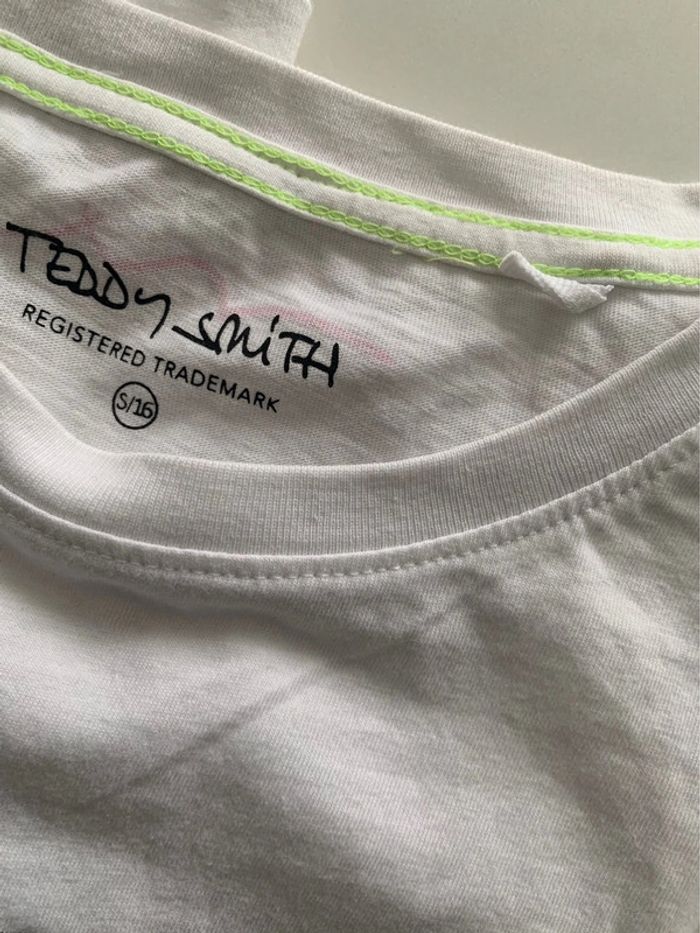 TEDDY SMITH
REGISTERED TRADEMARK
S/16